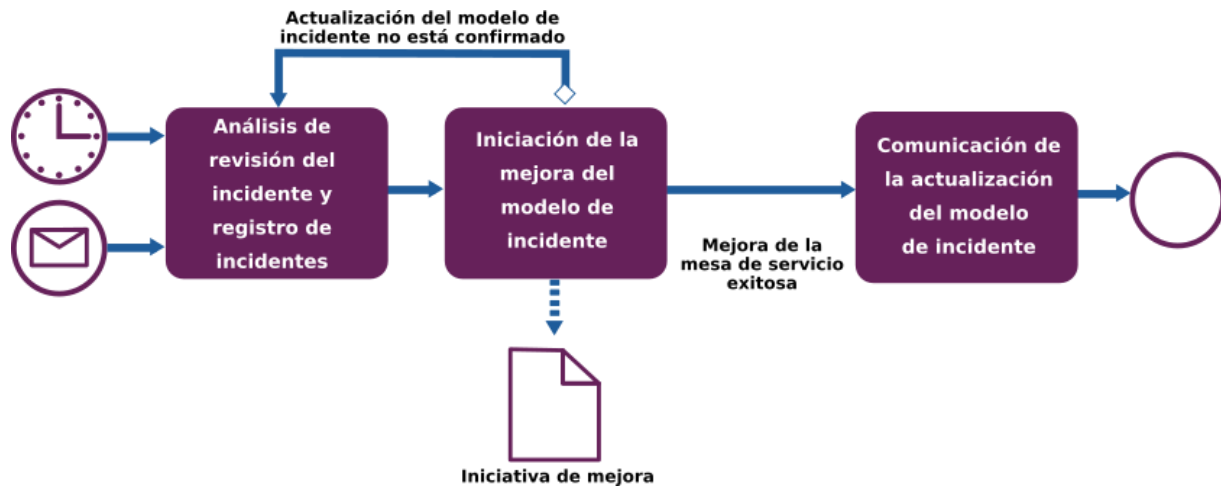 Actualización del modelo de
incidente no está confirmado
Análisis de
revisión del
incidente y
registro de
incidentes
Iniciación de la
mejora del
modelo de
incidente
Mejora de la
mesa de servicio
exitosa
Comunicación de
la actualización
del modelo
de incidente
Iniciativa de mejora